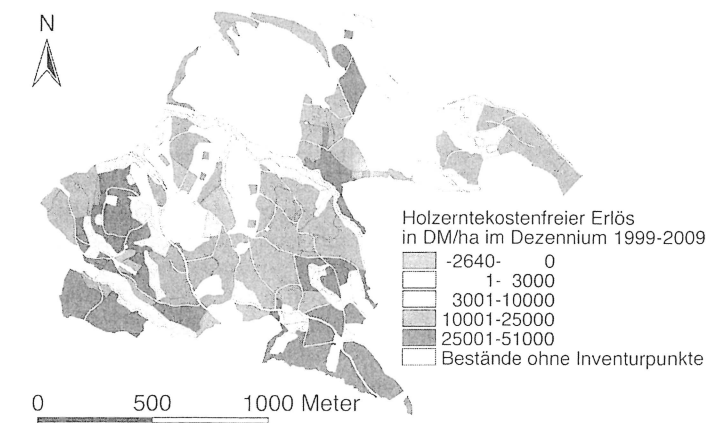 N
Holzerntekostenfreier Erlös
in DM/ha im Dezennium 1999-2009
-2640- 0
1- 3000
3001-10000
10001-25000
25001-51000
Bestände ohne Inventurpunkte
0 500 1000 Meter